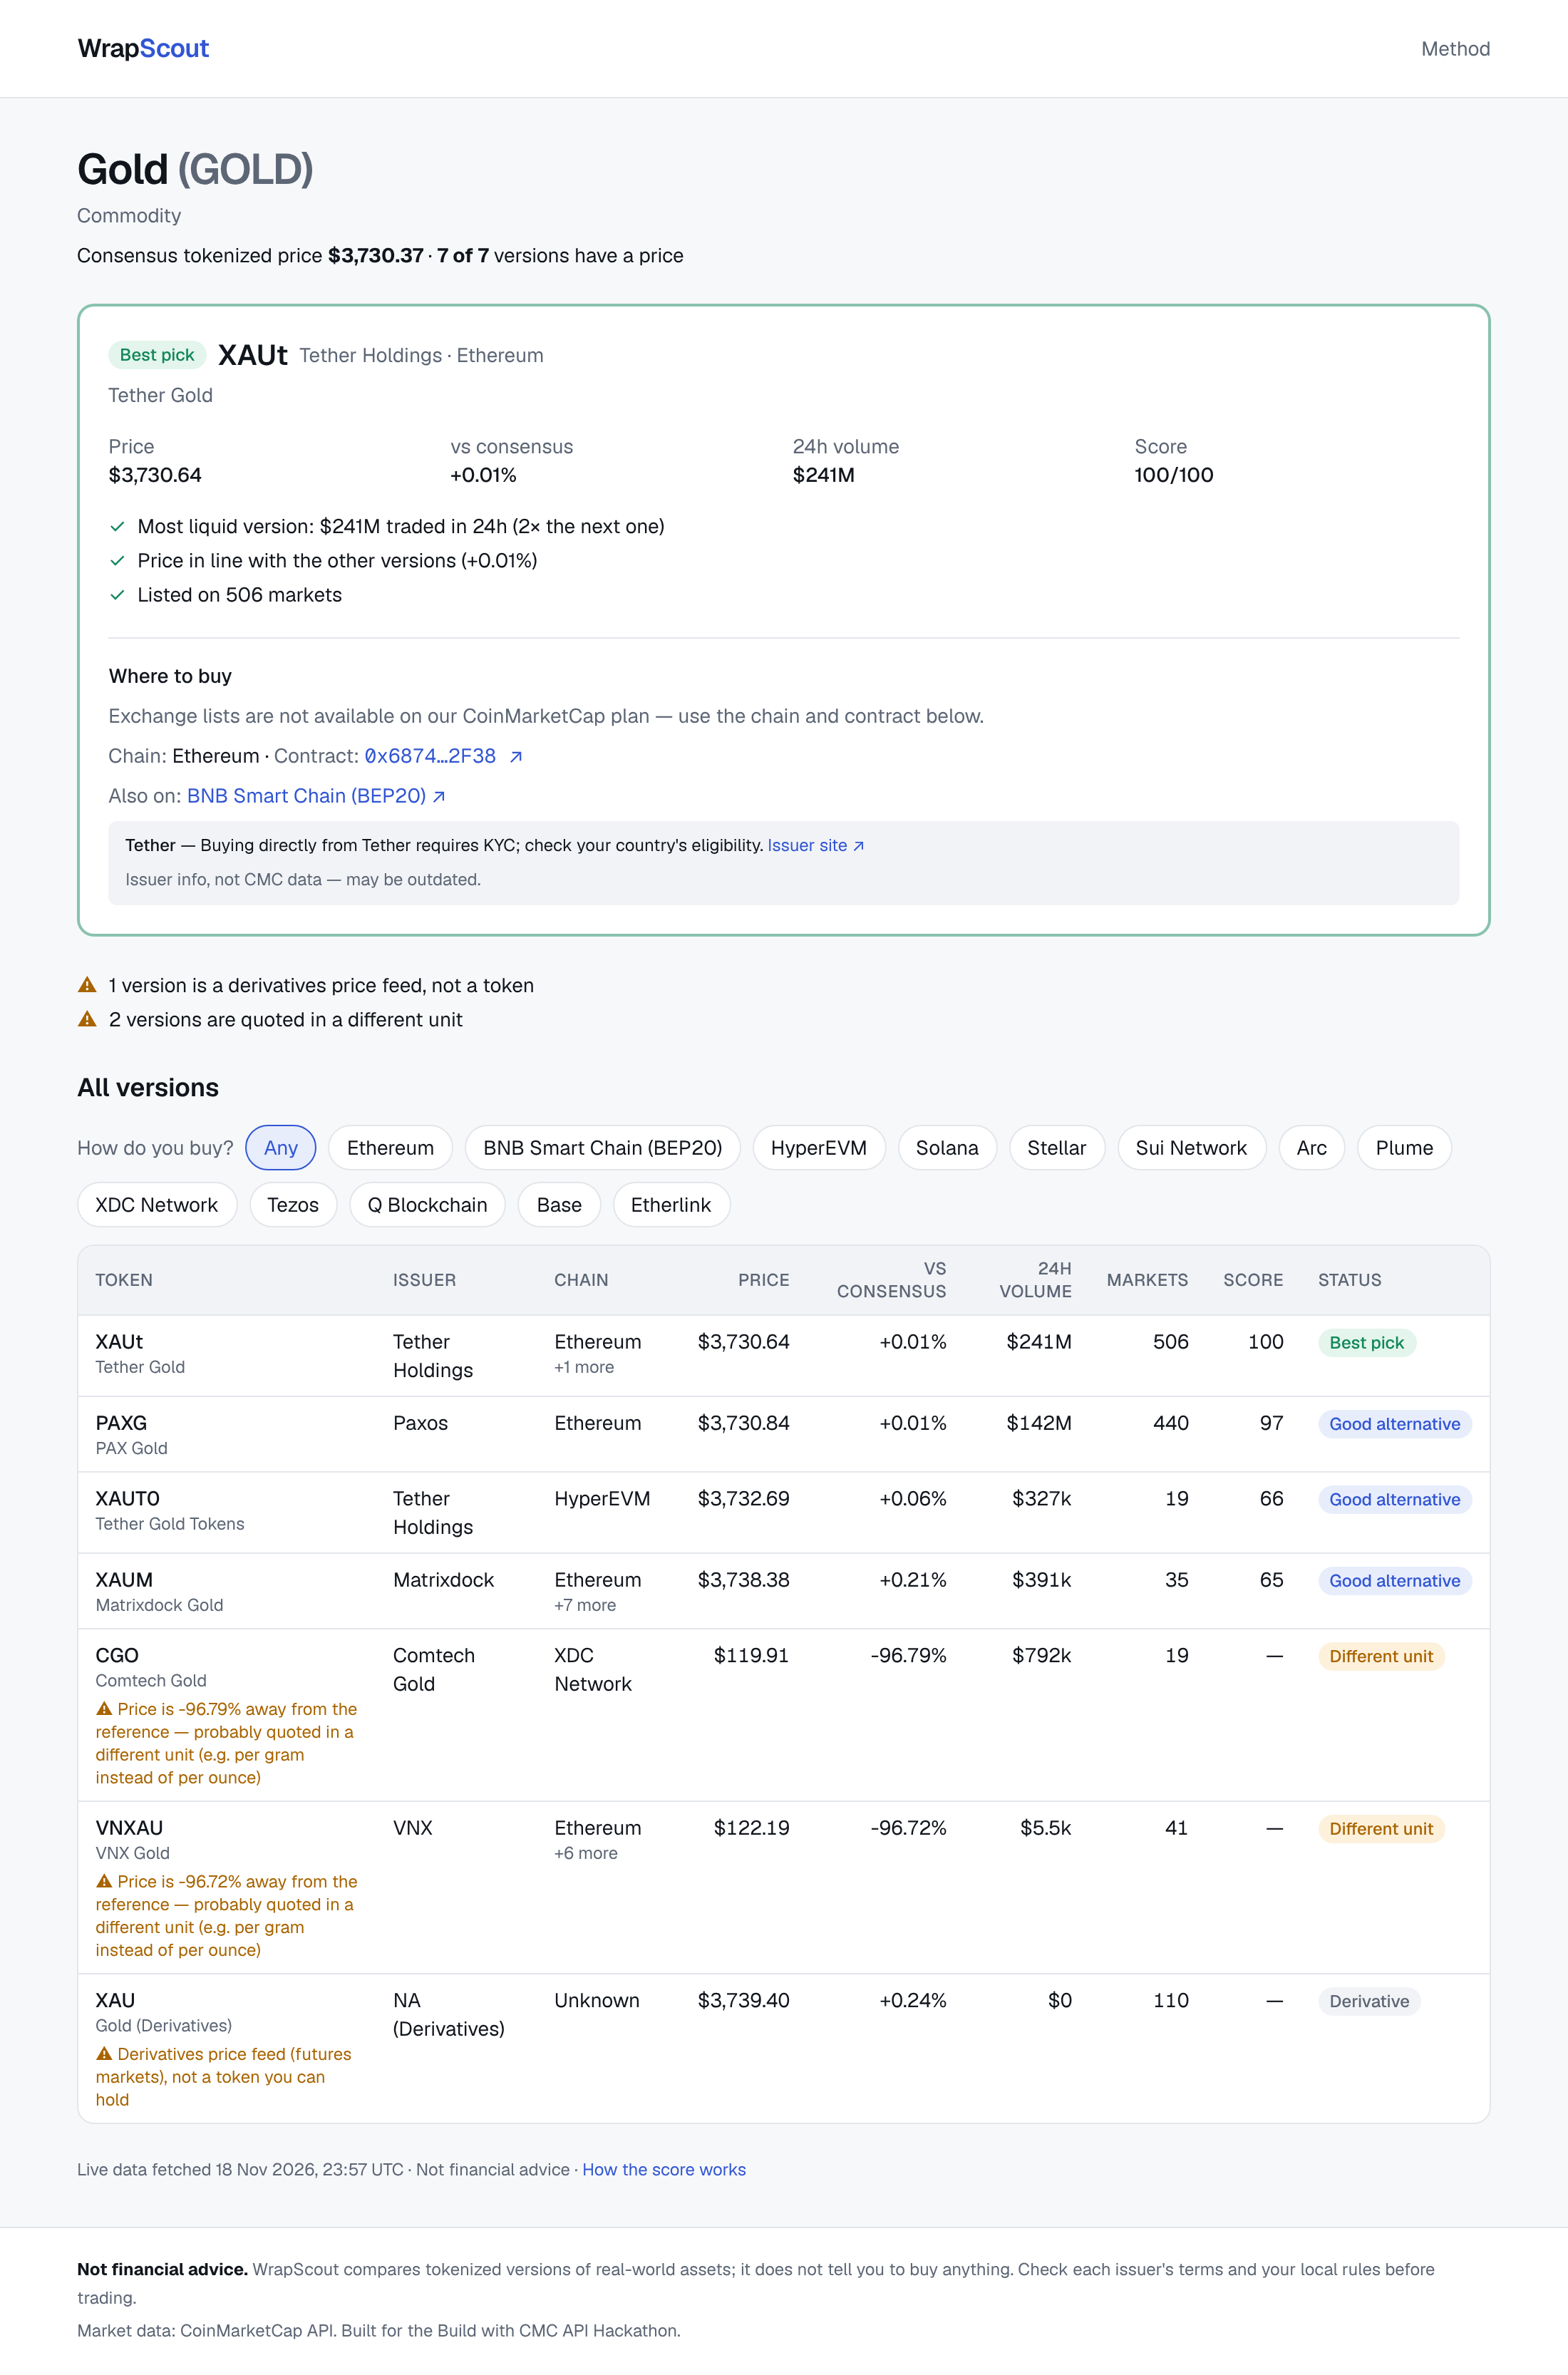 WrapScout
Method
Gold (GOLD)
Commodity
Consensus tokenized price $3,730.37 · 7 of 7 versions have a price
Best pick XAUt Tether Holdings · Ethereum
Tether Gold
Price vs consensus 24h volume Score
$3,730.64 +0.01% $241M 100/100
✓ Most liquid version: $241M traded in 24h (2× the next one)
✓ Price in line with the other versions (+0.01%)
✓ Listed on 506 markets
Where to buy
Exchange lists are not available on our CoinMarketCap plan — use the chain and contract below.
Chain: Ethereum · Contract: 0x6874…2F38 ↗
Also on: BNB Smart Chain (BEP20) ↗
Tether — Buying directly from Tether requires KYC; check your country's eligibility. Issuer site ↗
Issuer info, not CMC data — may be outdated.
⚠ 1 version is a derivatives price feed, not a token
⚠ 2 versions are quoted in a different unit
All versions
How do you buy? Any Ethereum BNB Smart Chain (BEP20) HyperEVM Solana Stellar Sui Network Arc Plume
XDC Network Tezos Q Blockchain Base Etherlink
TOKEN ISSUER CHAIN PRICE VS CONSENSUS 24H VOLUME MARKETS SCORE STATUS
XAUt Tether Holdings Ethereum $3,730.64 +0.01% $241M 506 100 Best pick
Tether Gold +1 more
PAXG Paxos Ethereum $3,730.84 +0.01% $142M 440 97 Good alternative
PAX Gold
XAUT0 Tether Holdings HyperEVM $3,732.69 +0.06% $327k 19 66 Good alternative
Tether Gold Tokens
XAUM Matrixdock Ethereum $3,738.38 +0.21% $391k 35 65 Good alternative
Matrixdock Gold +7 more
CGO Comtech Gold XDC Network $119.91 -96.79% $792k 19 — Different unit
Comtech Gold
⚠ Price is -96.79% away from the
reference — probably quoted in a
different unit (e.g. per gram
instead of per ounce)
VNXAU VNX Ethereum $122.19 -96.72% $5.5k 41 — Different unit
VNX Gold +6 more
⚠ Price is -96.72% away from the
reference — probably quoted in a
different unit (e.g. per gram
instead of per ounce)
XAU NA (Derivatives) Unknown $3,739.40 +0.24% $0 110 — Derivative
Gold (Derivatives)
⚠ Derivatives price feed (futures
markets), not a token you can
hold
Live data fetched 18 Nov 2026, 23:57 UTC · Not financial advice · How the score works
Not financial advice. WrapScout compares tokenized versions of real-world assets; it does not tell you to buy anything. Check each issuer's terms and your local rules before
trading.
Market data: CoinMarketCap API. Built for the Build with CMC API Hackathon.